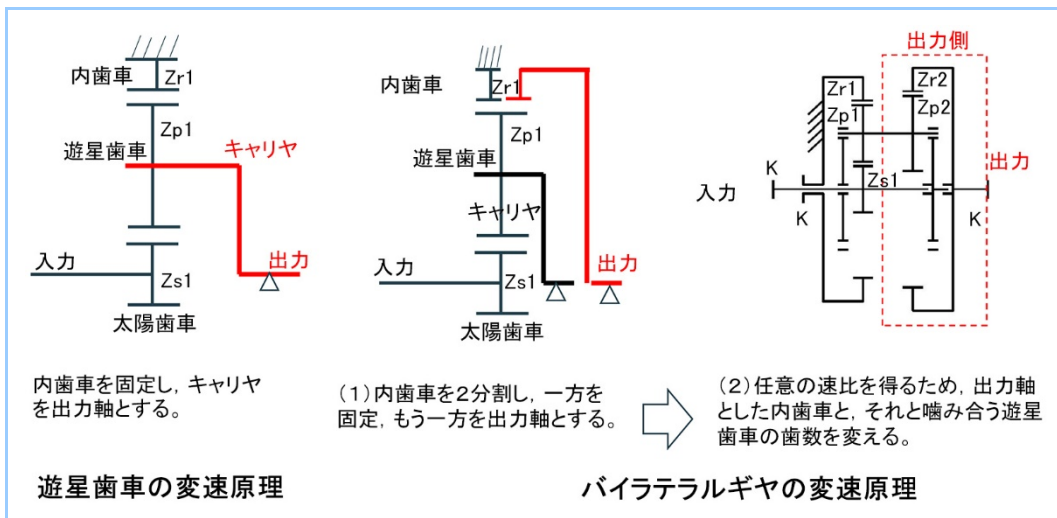 内歯車
Zr1
Zp1
遊星歯車
キャリヤ
入力
Zs1
出力
太陽歯車
内歯車を固定し，キャリヤ
を出力軸とする。
遊星歯車の変速原理
内歯車
Zr1
Zp1
遊星歯車
キャリヤ
入力
Zs1
出力
太陽歯車
（1）内歯車を2分割し，一方を
固定，もう一方を出力軸とする。
出力側
Zr1
Zr2
Zp1
Zp2
出力
K
Zs1
入力
K
K
（2）任意の速比を得るため，出力軸
とした内歯車と，それと噛み合う遊星
歯車の歯数を変える。
バイラテラルギヤの変速原理